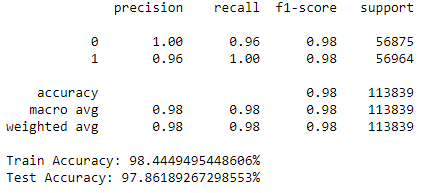 precision recall f1-score support
0 1.00 0.96 0.98 56875
1 0.96 1.00 0.98 56964
accuracy 0.98 113839
macro avg 0.98 0.98 0.98 113839
weighted avg 0.98 0.98 0.98 113839
Train Accuracy: 98.4449495448606%
Test Accuracy: 97.86189267298553%